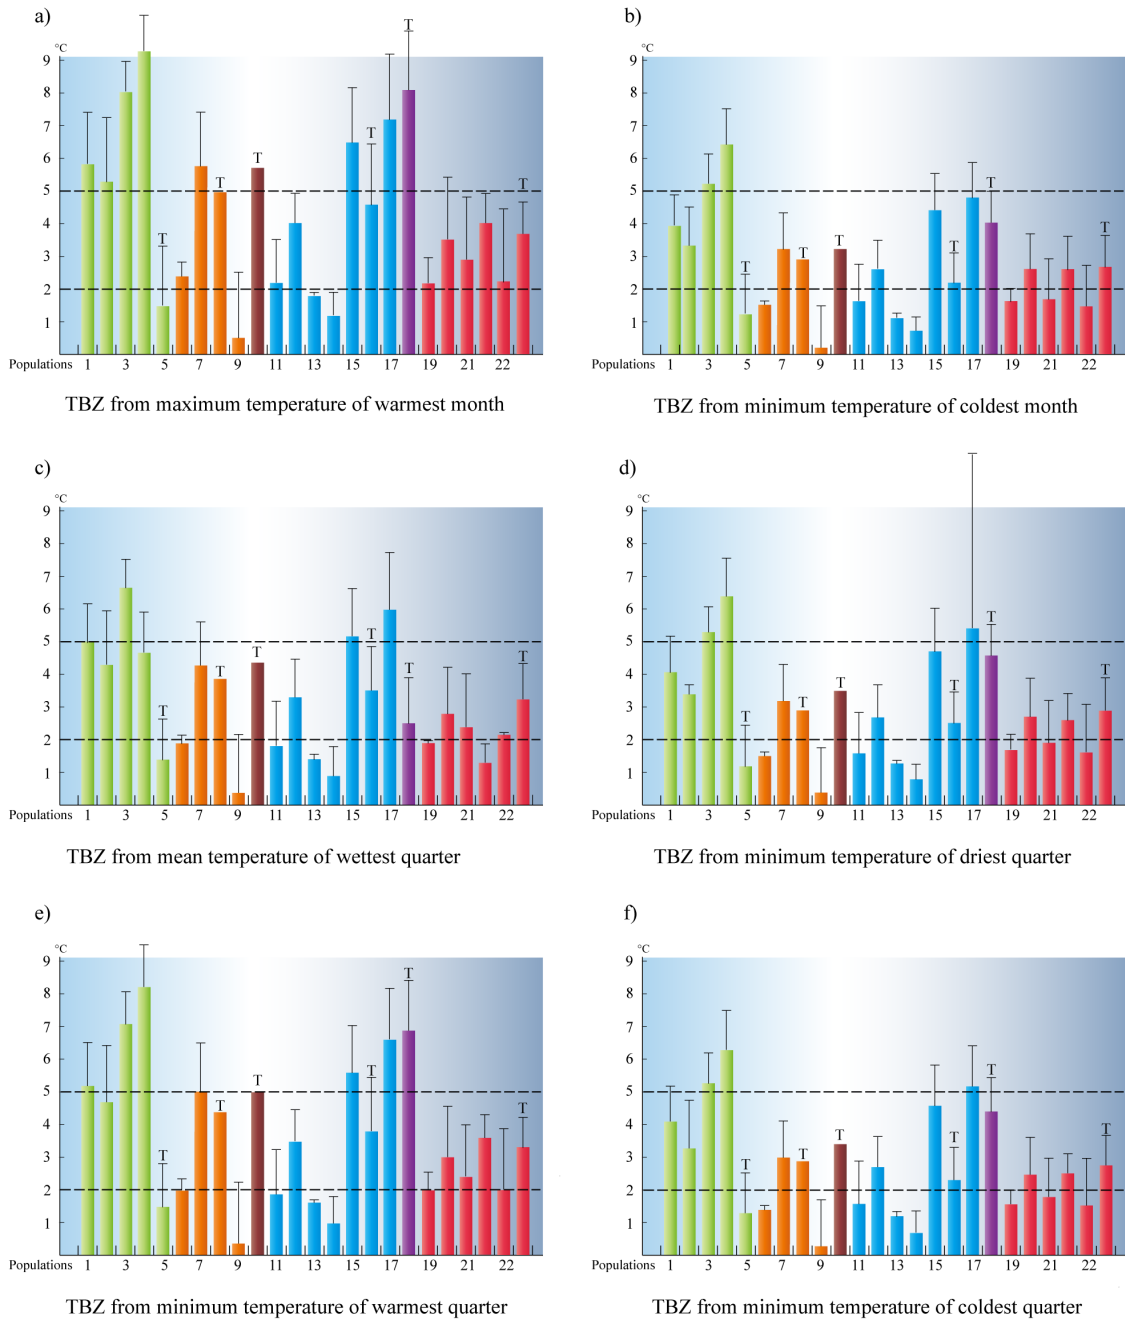 a)
°C
9
8
7
6
5
4
3
2
1
T T T T T T
Populations 1 3 5 7 9 11 13 15 17 19 21 22
TBZ from maximum temperature of warmest month
b)
°C
9
8
7
6
5
4
3
2
1
T T T T T T
Populations 1 3 5 7 9 11 13 15 17 19 21 22
TBZ from minimum temperature of coldest month
c)
°C
9
8
7
6
5
4
3
2
1
T T T T T T
Populations 1 3 5 7 9 11 13 15 17 19 21 22
TBZ from mean temperature of wettest quarter
d)
°C
9
8
7
6
5
4
3
2
1
T T T T T T
Populations 1 3 5 7 9 11 13 15 17 19 21 22
TBZ from minimum temperature of driest quarter
e)
°C
9
8
7
6
5
4
3
2
1
T T T T T T
Populations 1 3 5 7 9 11 13 15 17 19 21 22
TBZ from minimum temperature of warmest quarter
f)
°C
9
8
7
6
5
4
3
2
1
T T T T T T
Populations 1 3 5 7 9 11 13 15 17 19 21 22
TBZ from minimum temperature of coldest quarter